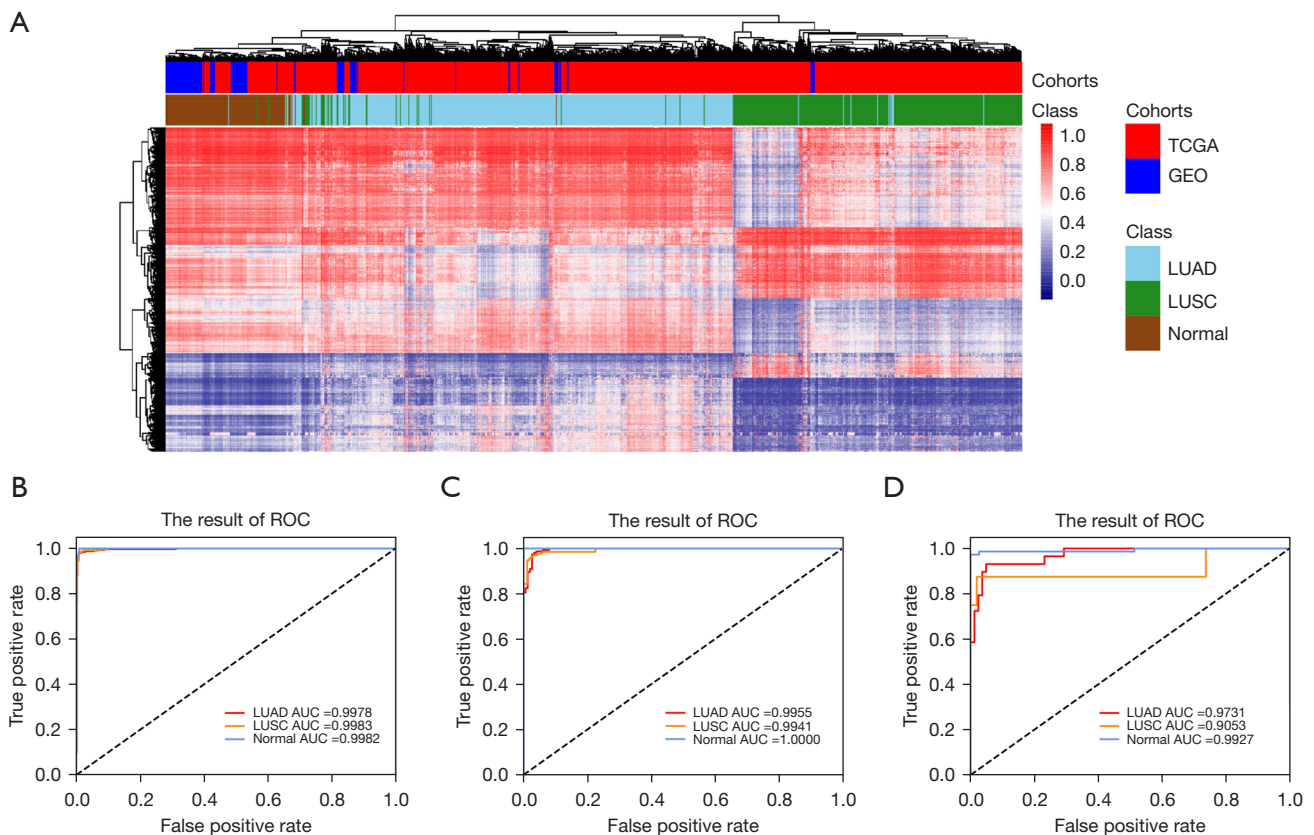 A
Cohorts
Class
1.0
0.8
0.6
0.4
0.2
0.0
Cohorts
TCGA
GEO
Class
LUAD
LUSC
Normal
B
The result of ROC
True positive rate
1.0
0.8
0.6
0.4
0.2
0.0
LUAD AUC =0.9978
LUSC AUC =0.9983
Normal AUC =0.9982
0.0 0.2 0.4 0.6 0.8 1.0
False positive rate
C
The result of ROC
True positive rate
1.0
0.8
0.6
0.4
0.2
0.0
LUAD AUC =0.9955
LUSC AUC =0.9941
Normal AUC =1.0000
0.0 0.2 0.4 0.6 0.8 1.0
False positive rate
D
The result of ROC
True positive rate
1.0
0.8
0.6
0.4
0.2
0.0
LUAD AUC =0.9731
LUSC AUC =0.9053
Normal AUC =0.9927
0.0 0.2 0.4 0.6 0.8 1.0
False positive rate